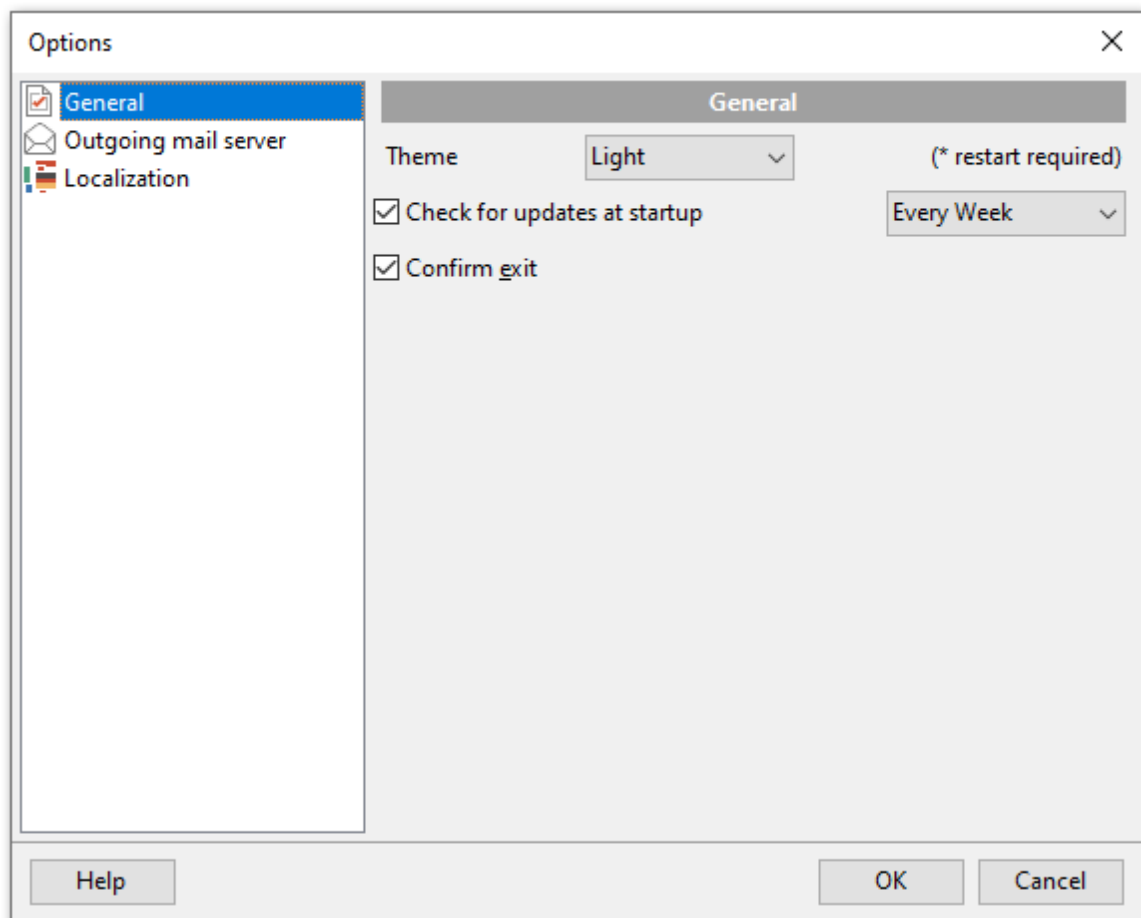 Options
General
Outgoing mail server
Localization
General
Theme Light (* restart required)
Check for updates at startup Every Week
Confirm exit
Help OK Cancel